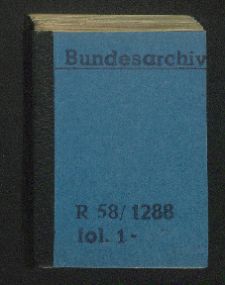 Bundesarchiv
R 58/1288
fol. 1-